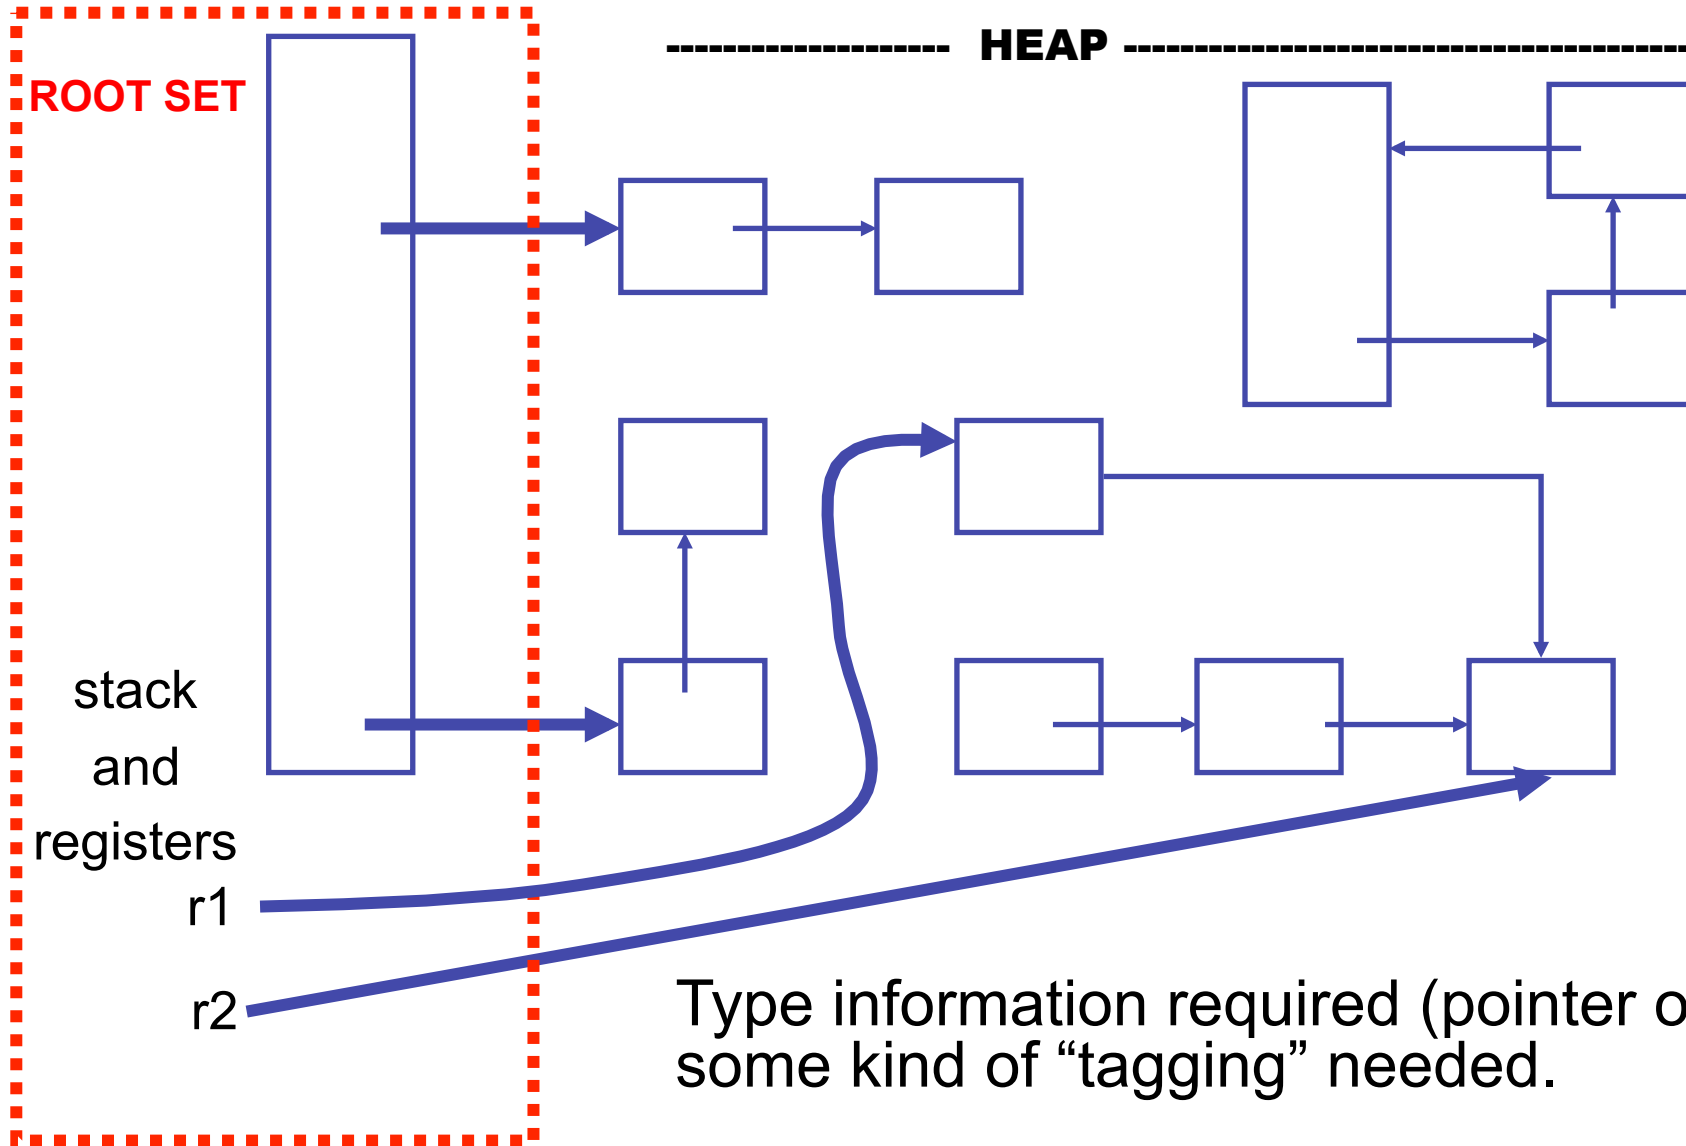 HEAP
ROOT SET
stack
and
registers
r1
r2
Type information required (pointer
some kind of “tagging” needed.